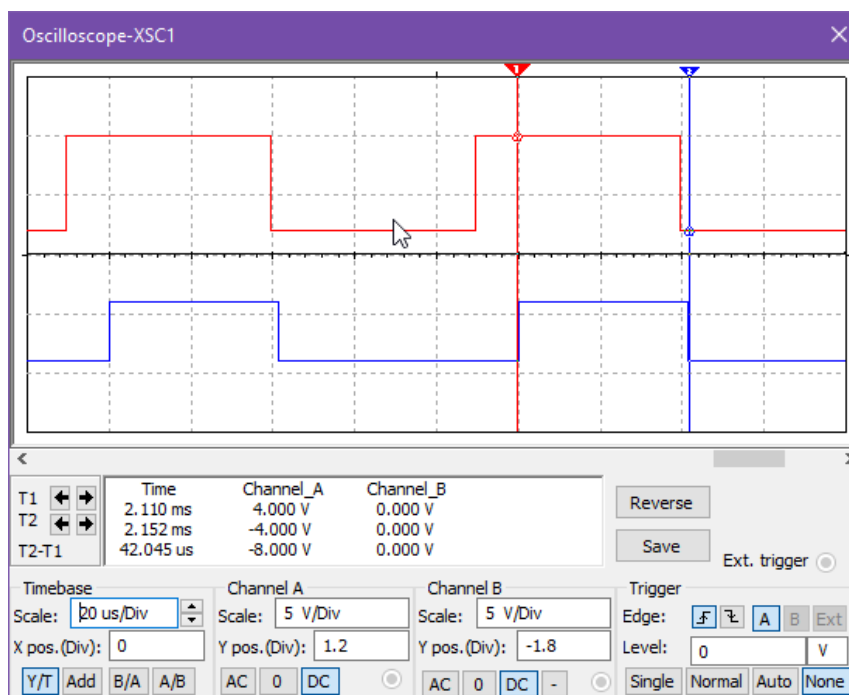 Oscilloscope-XSC1
1 2
Time Channel_A Channel_B
T1 2.110 ms 4.000 V 0.000 V
T2 2.152 ms -4.000 V 0.000 V
T2-T1 42.045 us -8.000 V 0.000 V
Reverse
Save
Ext. trigger
Timebase
Scale: 20 us/Div
X pos.(Div): 0
Y/T Add B/A A/B
Channel A
Scale: 5 V/Div
Y pos.(Div): 1.2
AC 0 DC
Channel B
Scale: 5 V/Div
Y pos.(Div): -1.8
AC 0 DC -
Trigger
Edge: A B Ext
Level: 0 V
Single Normal Auto None